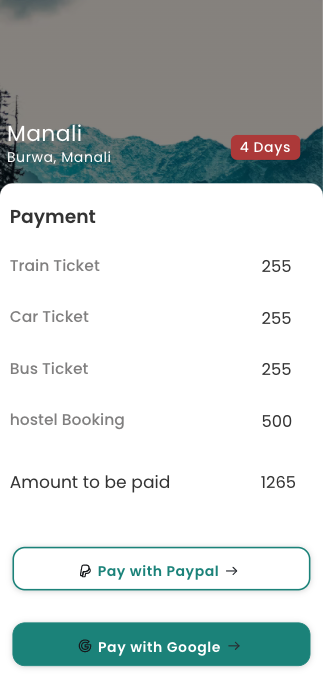 Manali
Burwa, Manali
4 Days
Payment
Train Ticket 255
Car Ticket 255
Bus Ticket 255
hostel Booking 500
Amount to be paid 1265
Pay with Paypal →
Pay with Google →